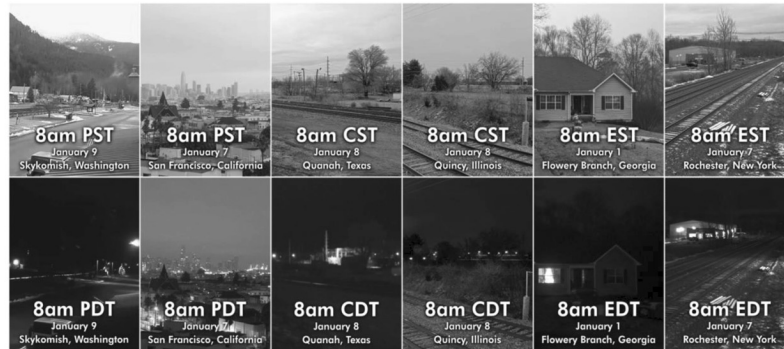 8am PST
January 9
Skykomish, Washington
8am PST
January 7
San Francisco, California
8am CST
January 8
Quanah, Texas
8am CST
January 8
Quincy, Illinois
8am EST
January 1
Flowery Branch, Georgia
8am EST
January 7
Rochester, New York
8am PDT
January 9
Skykomish, Washington
8am PDT
January 7
San Francisco, California
8am CDT
January 8
Quanah, Texas
8am CDT
January 8
Quincy, Illinois
8am EDT
January 1
Flowery Branch, Georgia
8am EDT
January 7
Rochester, New York